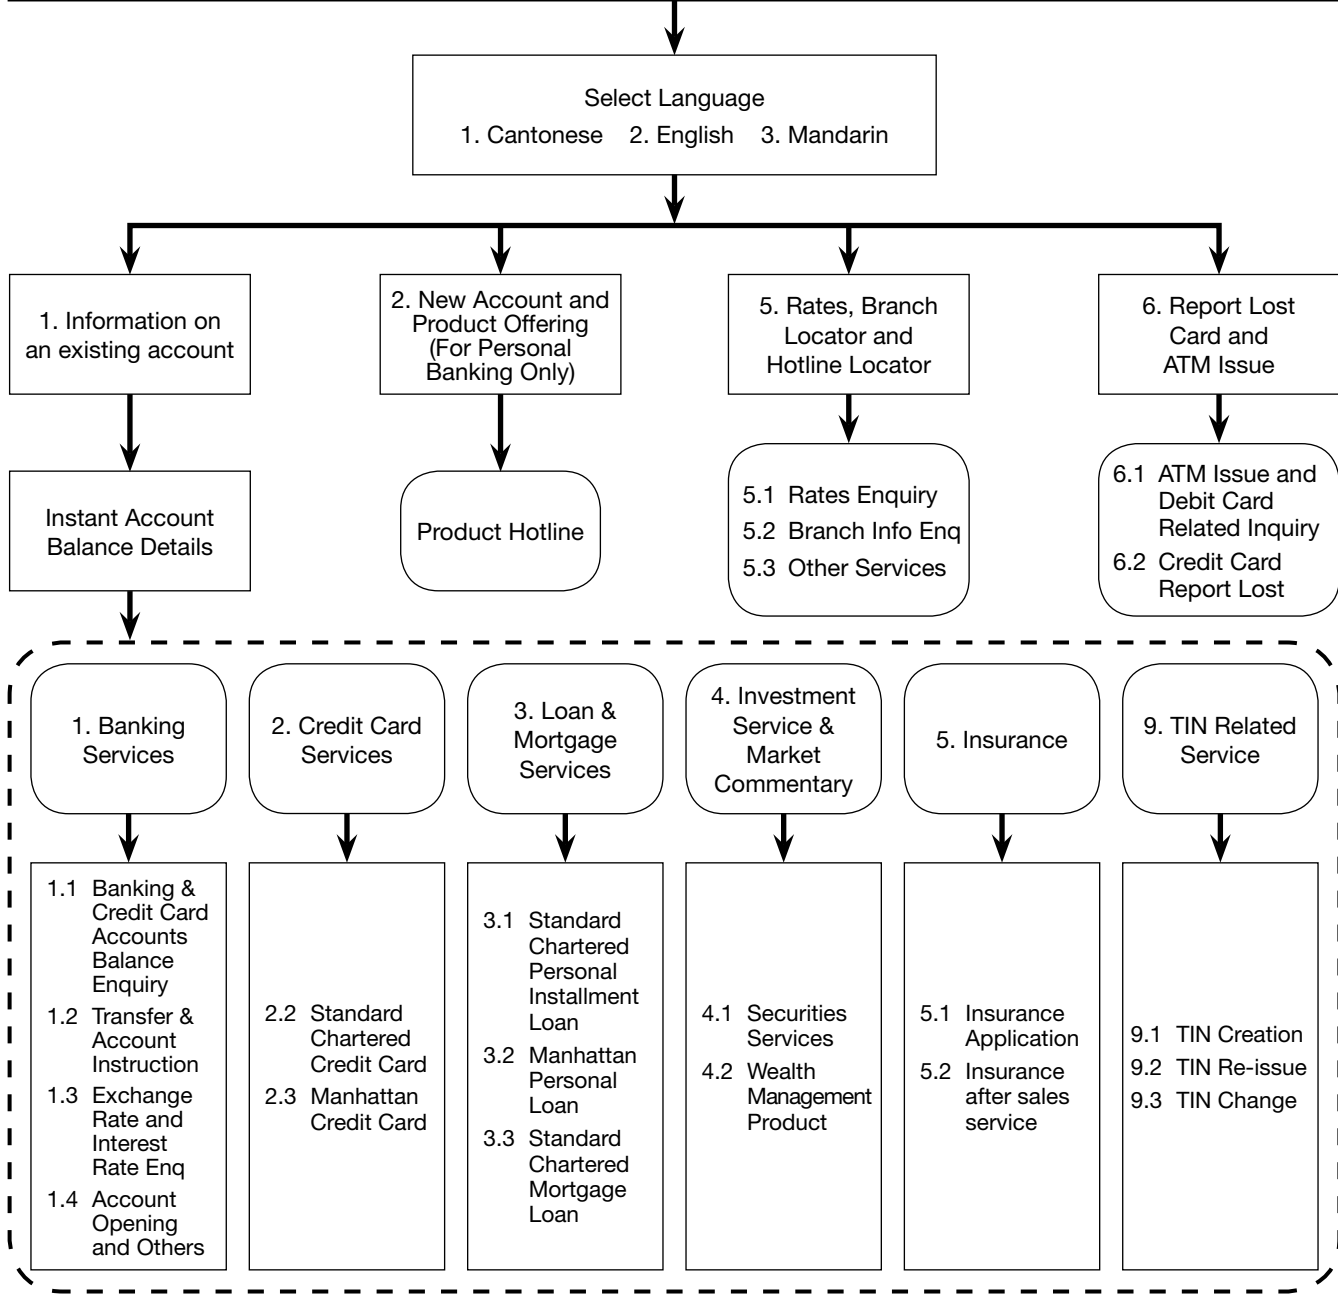 Select Language
1. Cantonese 2. English 3. Mandarin
1. Information on
an existing account
2. New Account and
Product Offering
(For Personal
Banking Only)
5. Rates, Branch
Locator and
Hotline Locator
6. Report Lost
Card and
ATM Issue
Instant Account
Balance Details
Product Hotline
5.1 Rates Enquiry
5.2 Branch Info Enq
5.3 Other Services
6.1 ATM Issue and
Debit Card
Related Inquiry
6.2 Credit Card
Report Lost
1. Banking
Services
2. Credit Card
Services
3. Loan &
Mortgage
Services
4. Investment
Service &
Market
Commentary
5. Insurance
9. TIN Related
Service
1.1 Banking &
Credit Card
Accounts
Balance
Enquiry
1.2 Transfer &
Account
Instruction
1.3 Exchange
Rate and
Interest
Rate Enq
1.4 Account
Opening
and Others
2.2 Standard
Chartered
Credit Card
2.3 Manhattan
Credit Card
3.1 Standard
Chartered
Personal
Installment
Loan
3.2 Manhattan
Personal
Loan
3.3 Standard
Chartered
Mortgage
Loan
4.1 Securities
Services
4.2 Wealth
Management
Product
5.1 Insurance
Application
5.2 Insurance
after sales
service
9.1 TIN Creation
9.2 TIN Re-issue
9.3 TIN Change